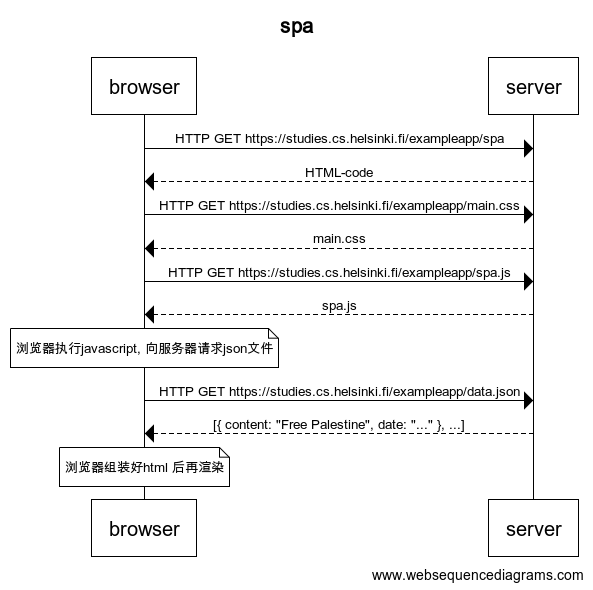 spa
browser
server
HTTP GET https://studies.cs.helsinki.fi/exampleapp/spa
HTML-code
HTTP GET https://studies.cs.helsinki.fi/exampleapp/main.css
main.css
HTTP GET https://studies.cs.helsinki.fi/exampleapp/spa.js
spa.js
浏览器执行javascript, 向服务器请求json文件
HTTP GET https://studies.cs.helsinki.fi/exampleapp/data.json
[{ content: "Free Palestine", date: "..." }, ...]
浏览器组装好html 后再渲染
browser
server
www.websequencediagrams.com